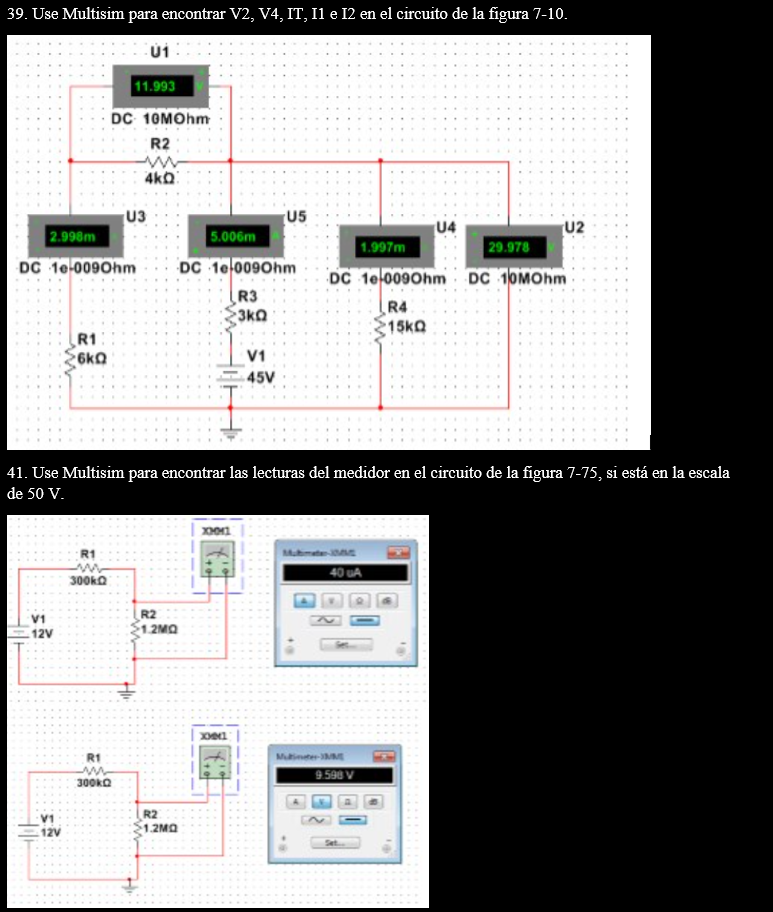 39. Use Multisim para encontrar V2, V4, IT, I1 e I2 en el circuito de la figura 7-10.
U1
11.993 V
DC 10MOhm
R2
4kΩ
U3
2.998m
DC 1e-009Ohm
U5
5.006m A
DC 1e-009Ohm
U4
1.997m
DC 1e-009Ohm
U2
29.978 V
DC 10MOhm
R3
3kΩ
R4
15kΩ
R1
6kΩ
V1
45V
41. Use Multisim para encontrar las lecturas del medidor en el circuito de la figura 7-75, si está en la escala
de 50 V.
XMM1
R1
300kΩ
R2
1.2MΩ
V1
12V
Multimeter-XMM1
40 uA
A V Ω dB
Set...
XMM1
R1
300kΩ
R2
1.2MΩ
V1
12V
Multimeter-XMM1
9.598 V
A V Ω dB
Set...